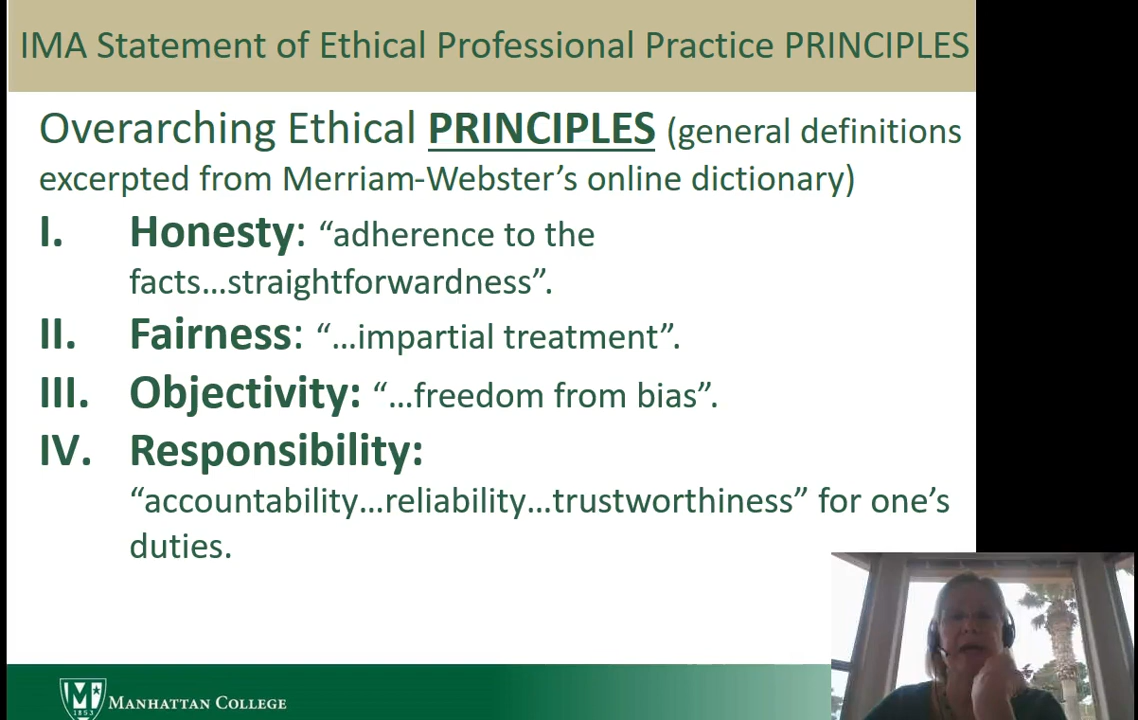 IMA Statement of Ethical Professional Practice PRINCIPLES
Overarching Ethical PRINCIPLES (general definitions
excerpted from Merriam-Webster’s online dictionary)
I. Honesty: “adherence to the
facts…straightforwardness”.
II. Fairness: “…impartial treatment”.
III. Objectivity: “…freedom from bias”.
IV. Responsibility:
“accountability…reliability…trustworthiness” for one’s
duties.
M
1853
MANHATTAN COLLEGE